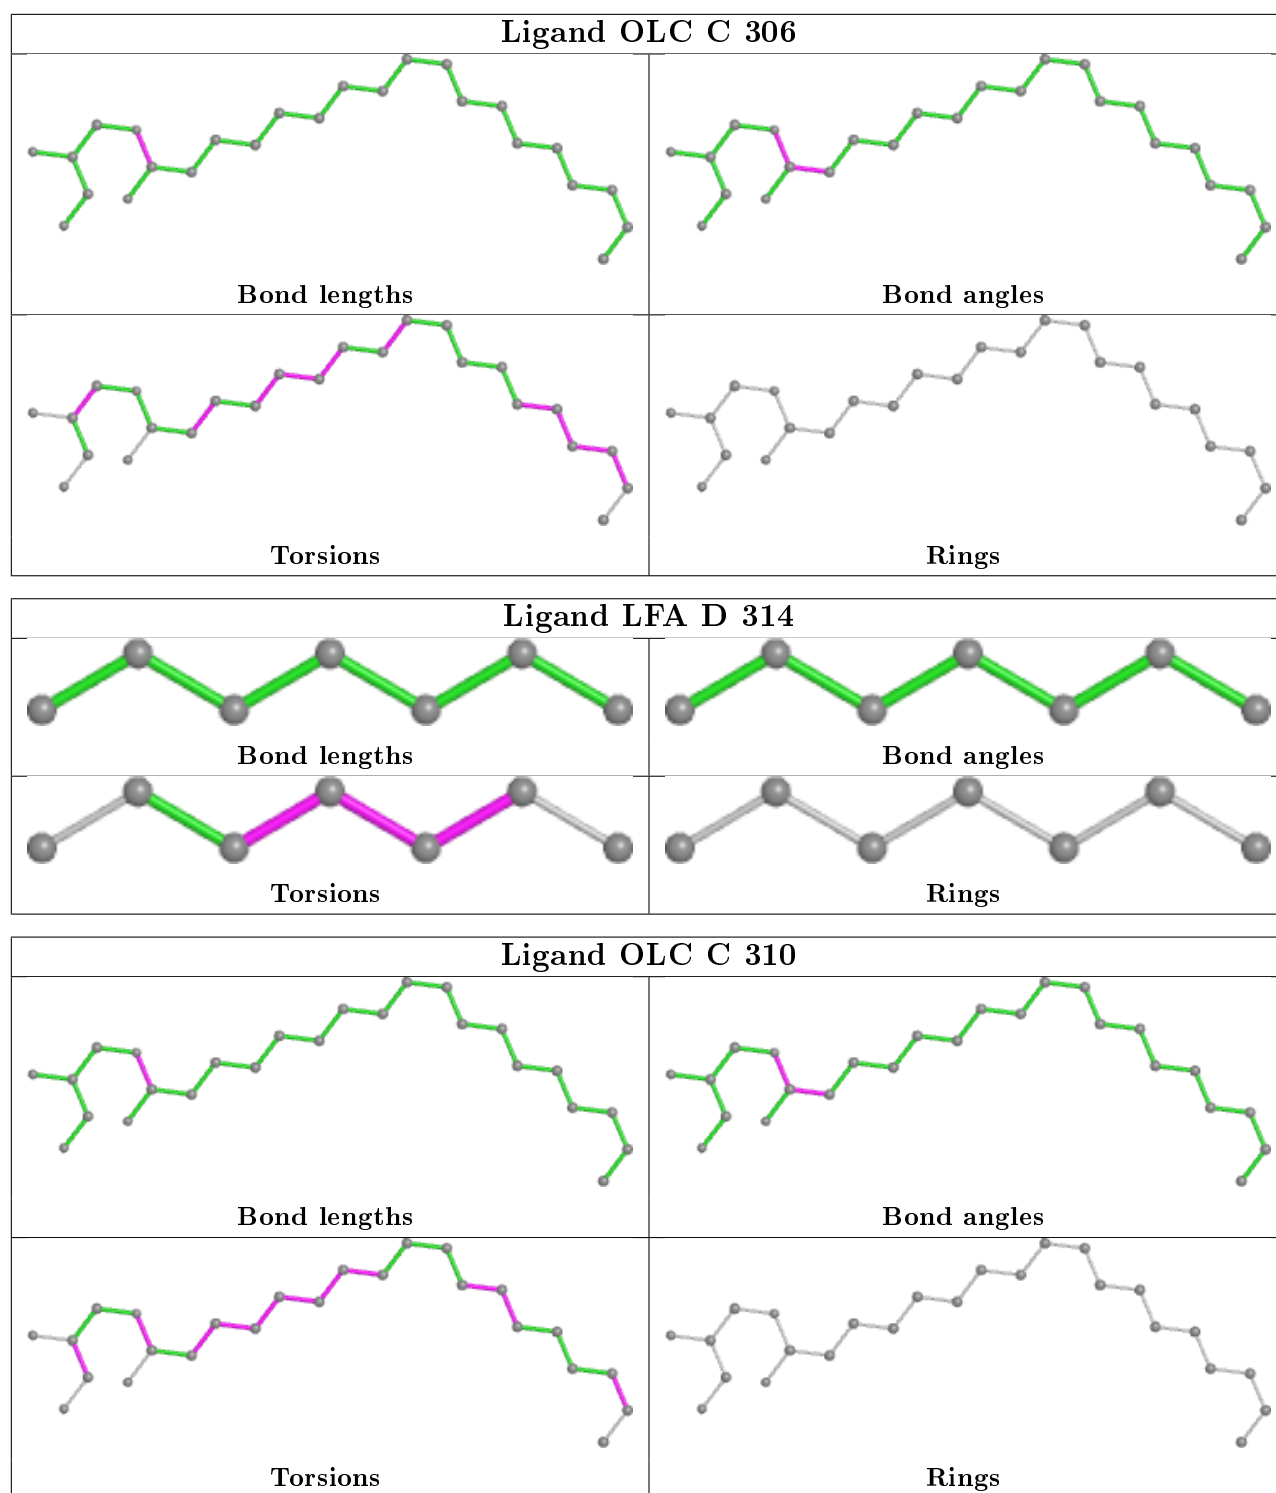 Ligand OLC C 306
Bond lengths
Bond angles
Torsions
Rings
Ligand LFA D 314
Bond lengths
Bond angles
Torsions
Rings
Ligand OLC C 310
Bond lengths
Bond angles
Torsions
Rings